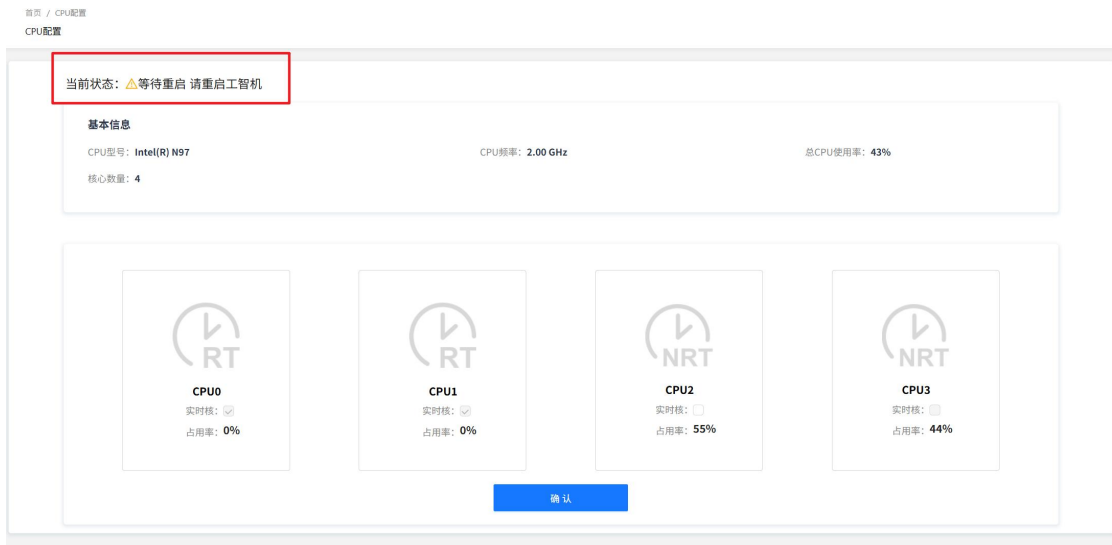 首页 / CPU配置
CPU配置
当前状态：⚠等待重启 请重启工智机
基本信息
CPU型号：Intel(R) N97 CPU频率：2.00 GHz 总CPU使用率：43%
核心数量：4
RT RT NRT NRT
CPU0 CPU1 CPU2 CPU3
实时核： 实时核： 实时核： 实时核：
占用率：0% 占用率：0% 占用率：55% 占用率：44%
确 认